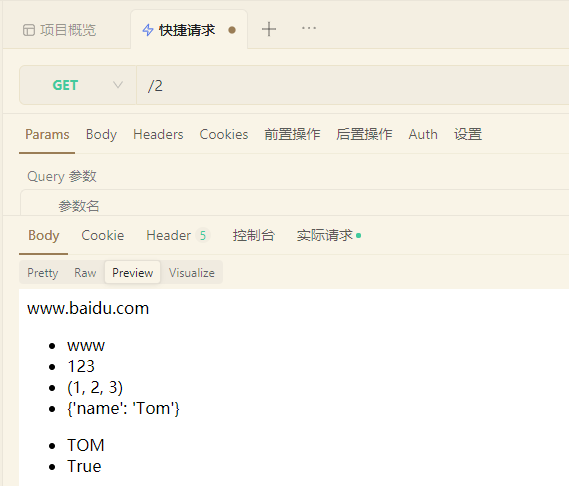 项目概览 快捷请求 ...
GET /2
Params Body Headers Cookies 前置操作 后置操作 Auth 设置
Query 参数
参数名
Body Cookie Header 5 控制台 实际请求
Pretty Raw Preview Visualize
www.baidu.com
• www
• 123
• (1, 2, 3)
• {'name': 'Tom'}
• TOM
• True